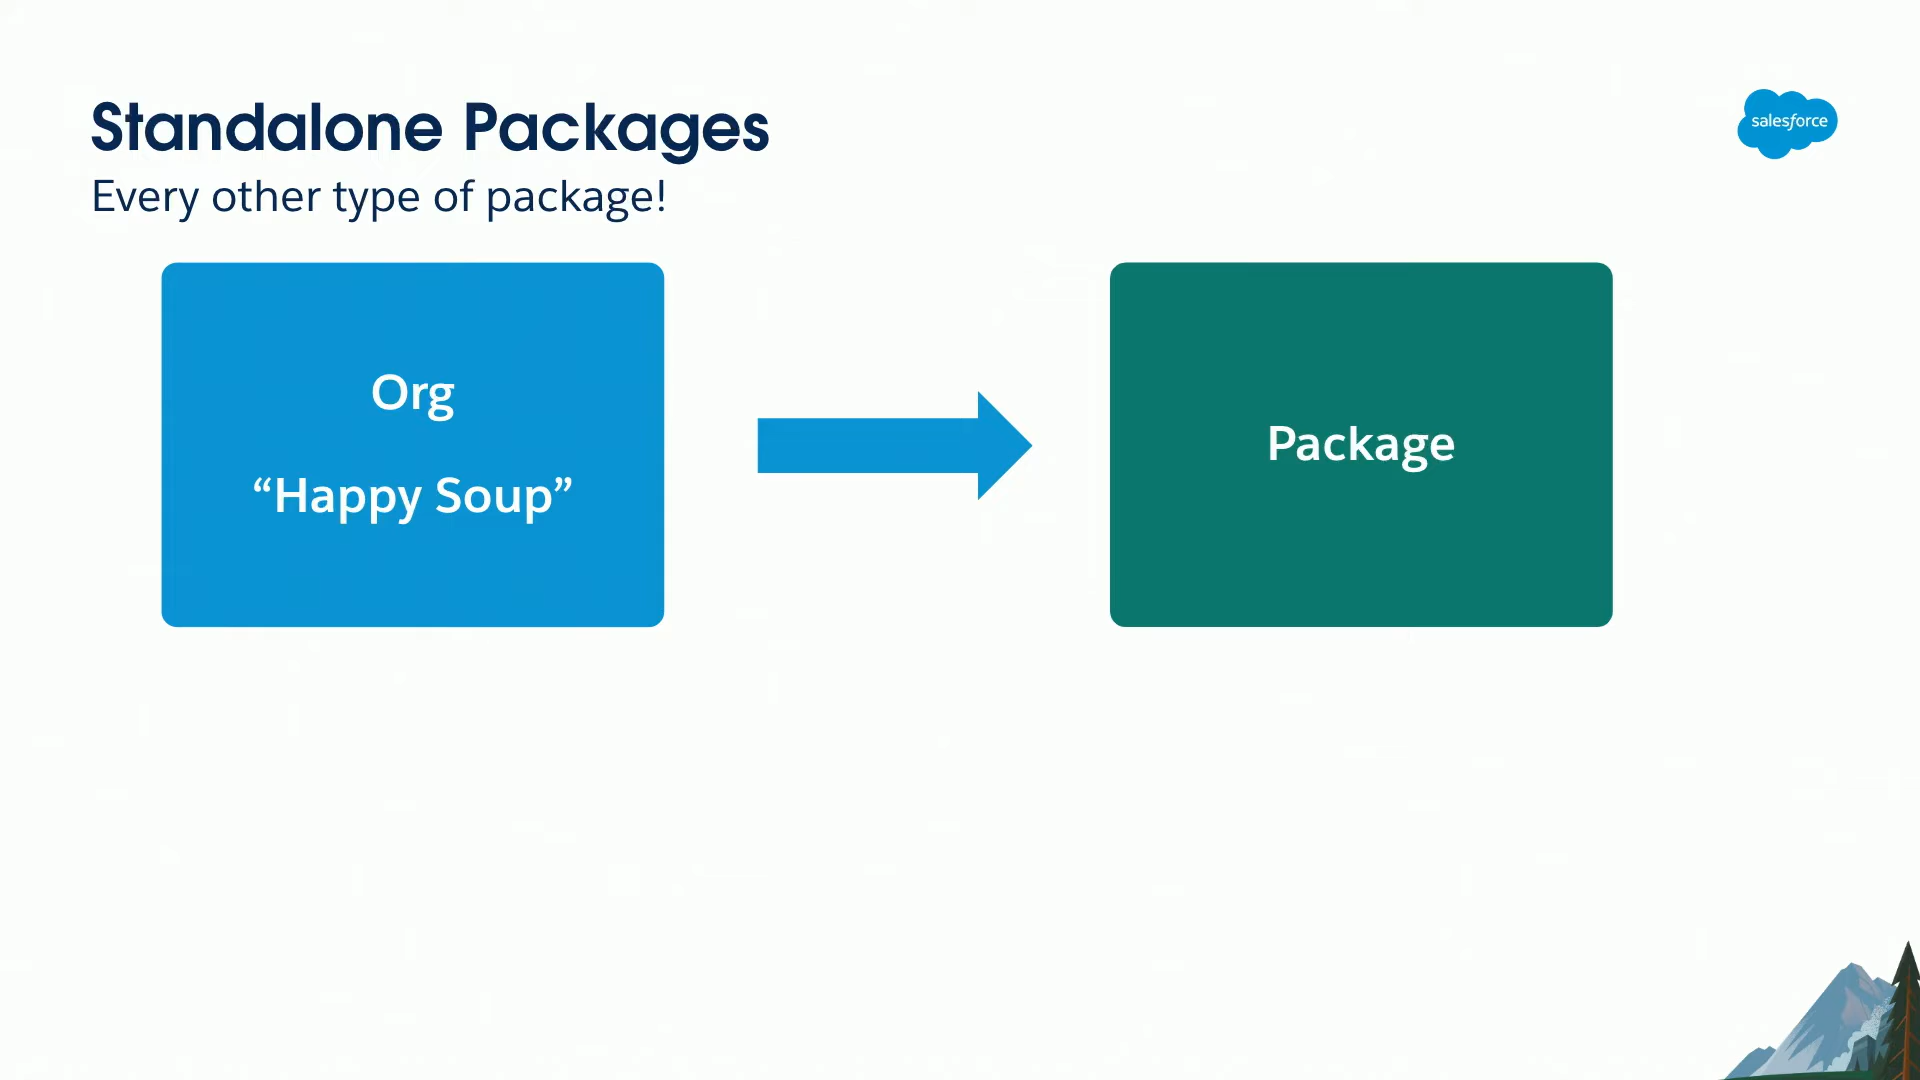 Standalone Packages
Every other type of package!
salesforce
Org
“Happy Soup”
Package